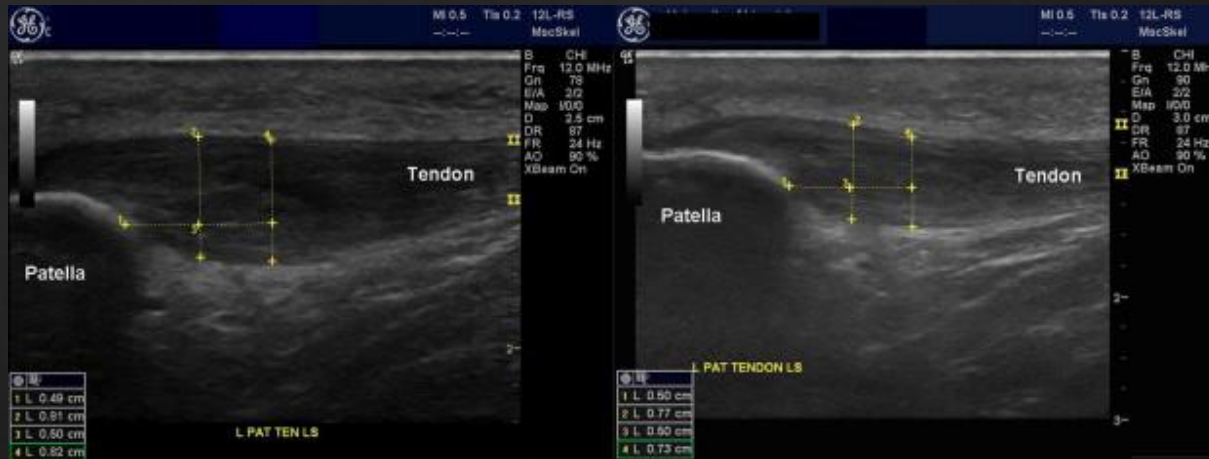 MI 0.5 TIs 0.2 12L-RS
--:--:-- MscSkel
B CHI
Frq 12.0 MHz
Gn 78
E/A 2/2
Map I/0/0
D 2.5 cm
DR 87
FR 24 Hz
AO 90 %
XBeam On
Tendon
Patella
2
1 L 0.49 cm
2 L 0.81 cm
3 L 0.50 cm
4 L 0.82 cm
L PAT TEN LS
MI 0.5 TIs 0.2 12L-RS
--:--:-- MscSkel
B CHI
Frq 12.0 MHz
Gn 90
E/A 2/2
Map I/0/0
D 3.0 cm
DR 87
FR 24 Hz
AO 90 %
XBeam On
Tendon
Patella
2
L PAT TENDON LS
3
1 L 0.50 cm
2 L 0.77 cm
3 L 0.50 cm
4 L 0.73 cm